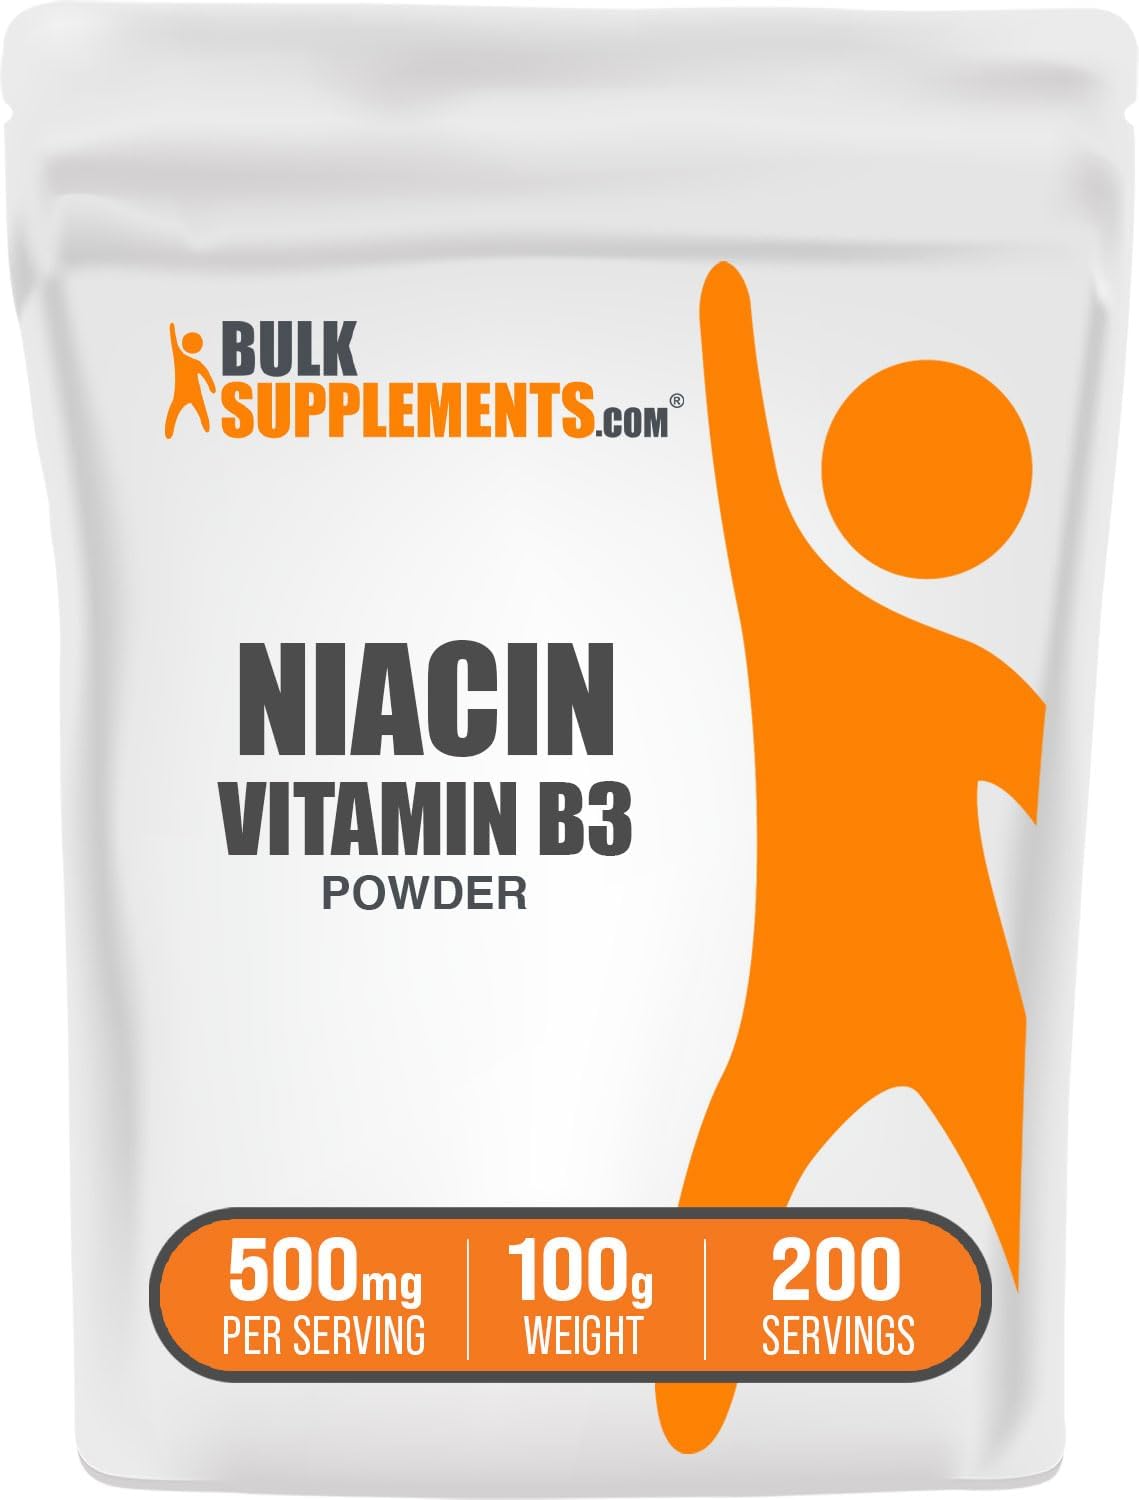 BULK
SUPPLEMENTS.COM®
NIACIN
VITAMIN B3
POWDER
500mg
PER SERVING
100g
WEIGHT
200
SERVINGS